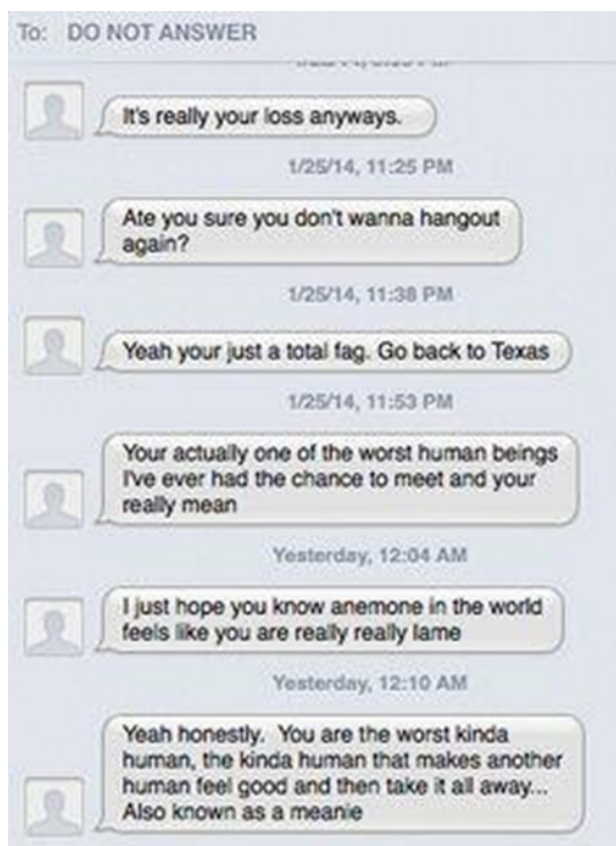 To: DO NOT ANSWER
It's really your loss anyways.
1/25/14, 11:25 PM
Ate you sure you don't wanna hangout
again?
1/25/14, 11:38 PM
Yeah your just a total fag. Go back to Texas
1/25/14, 11:53 PM
Your actually one of the worst human beings
I've ever had the chance to meet and your
really mean
Yesterday, 12:04 AM
I just hope you know anemone in the world
feels like you are really really lame
Yesterday, 12:10 AM
Yeah honestly. You are the worst kinda
human, the kinda human that makes another
human feel good and then take it all away...
Also known as a meanie